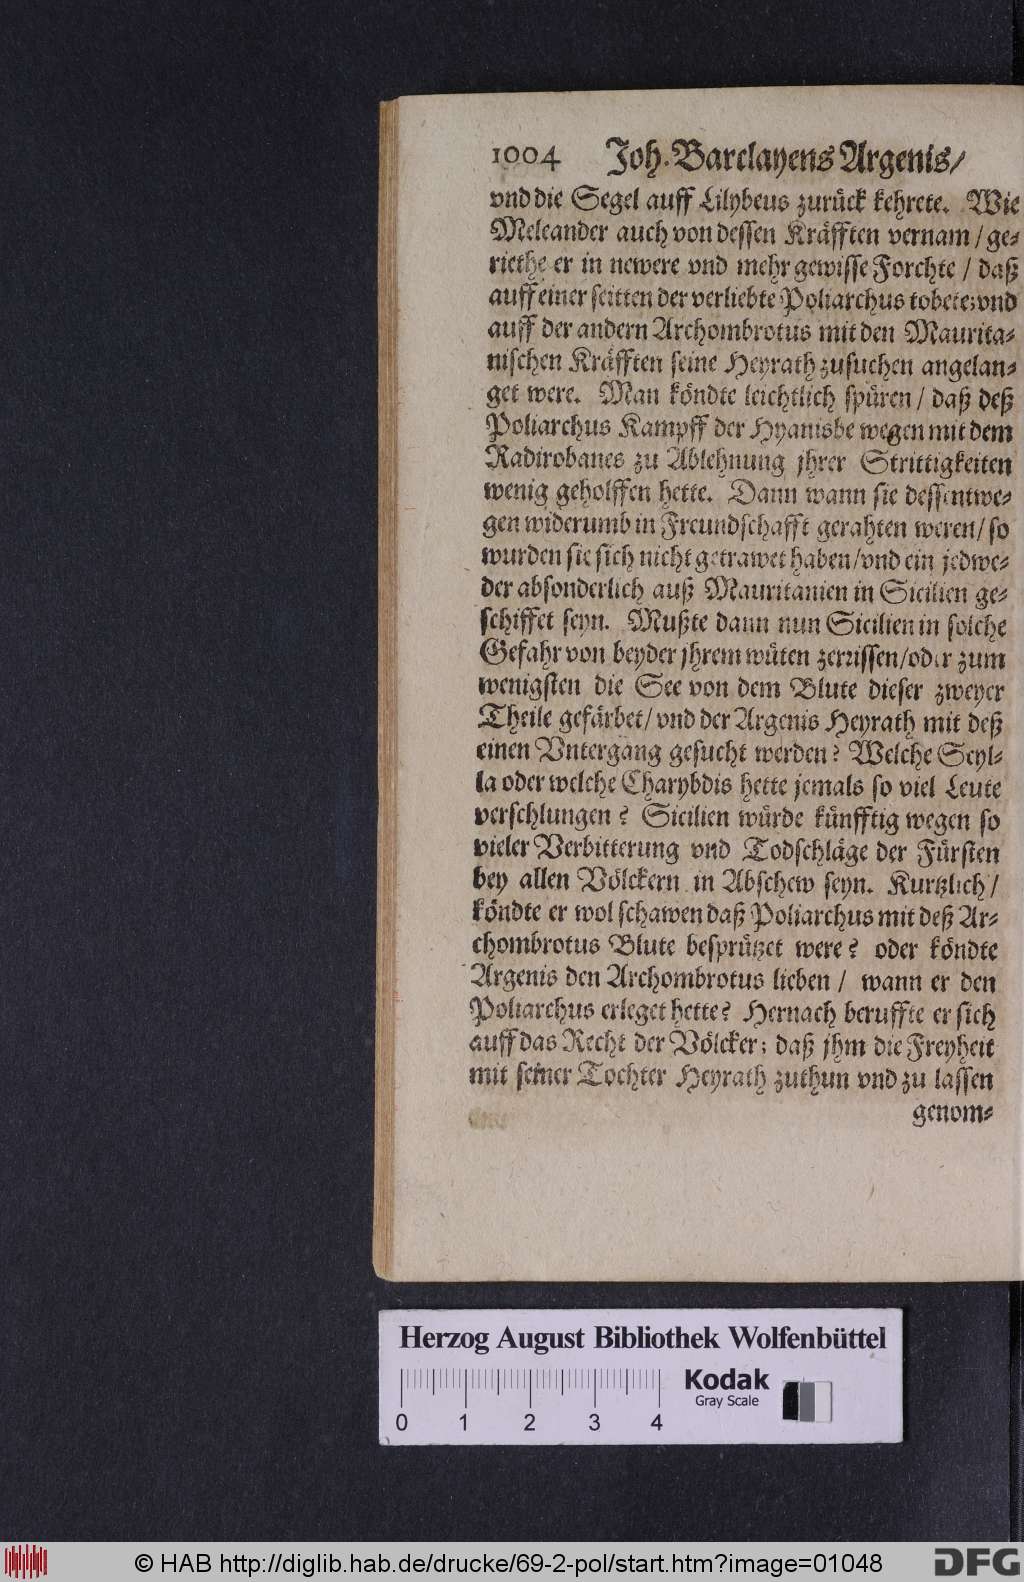 1004 Joh. Barclayens Argenis/
vnd die Segel auff Lilybeus zurück kehrete. Wie
Meleander auch von dessen Kräfften vernam / ge-
riethe er in newere vnd mehr gewisse Forchte / daß
auff einer seitten der verliebte Poliarchus tobete; vnd
auff der andern Archombrotus mit den Maurita-
nischen Kräfften seine Heyrath zusuchen angelan-
get were. Man köndte leichtlich spüren / daß deß
Poliarchus Kampff der Hyanisbe wegen mit dem
Radirobanes zu Ablehnung jhrer Strittigkeiten
wenig geholffen hette. Dann wann sie dessentwe-
gen widerumb in Freundschafft gerahten weren/ so
wurden sie sich nicht getrawet haben/ vnd ein jedwe-
der absonderlich auß Mauritanien in Sicilien ge-
schiffet seyn. Mußte dann nun Sicilien in solche
Gefahr von beyder jhrem wüten zerrissen/oder zum
wenigsten die See von dem Blute dieser zweyer
Theile gefärbet/ vnd der Argenis Heyrath mit deß
einen Vntergang gesucht werden? Welche Scyl-
la oder welche Charybdis hette jemals so viel Leute
verschlungen? Sicilien würde künfftig wegen so
vieler Verbitterung vnd Todschläge der Fürsten
bey allen Völckern in Abschew seyn. Kurtzlich /
köndte er wol schawen daß Poliarchus mit deß Ar-
chombrotus Blute besprützet were? oder köndte
Argenis den Archombrotus lieben / wann er den
Poliarchus erleget hette? Hernach beruffte er sich
auff das Recht der Völcker; daß jhm die Freyheit
mit seiner Tochter Heyrath zuthun vnd zu lassen
genom-
Herzog August Bibliothek Wolfenbüttel
Kodak
Gray Scale
0 1 2 3 4
© HAB http://diglib.hab.de/drucke/69-2-pol/start.htm?image=01048
DFG